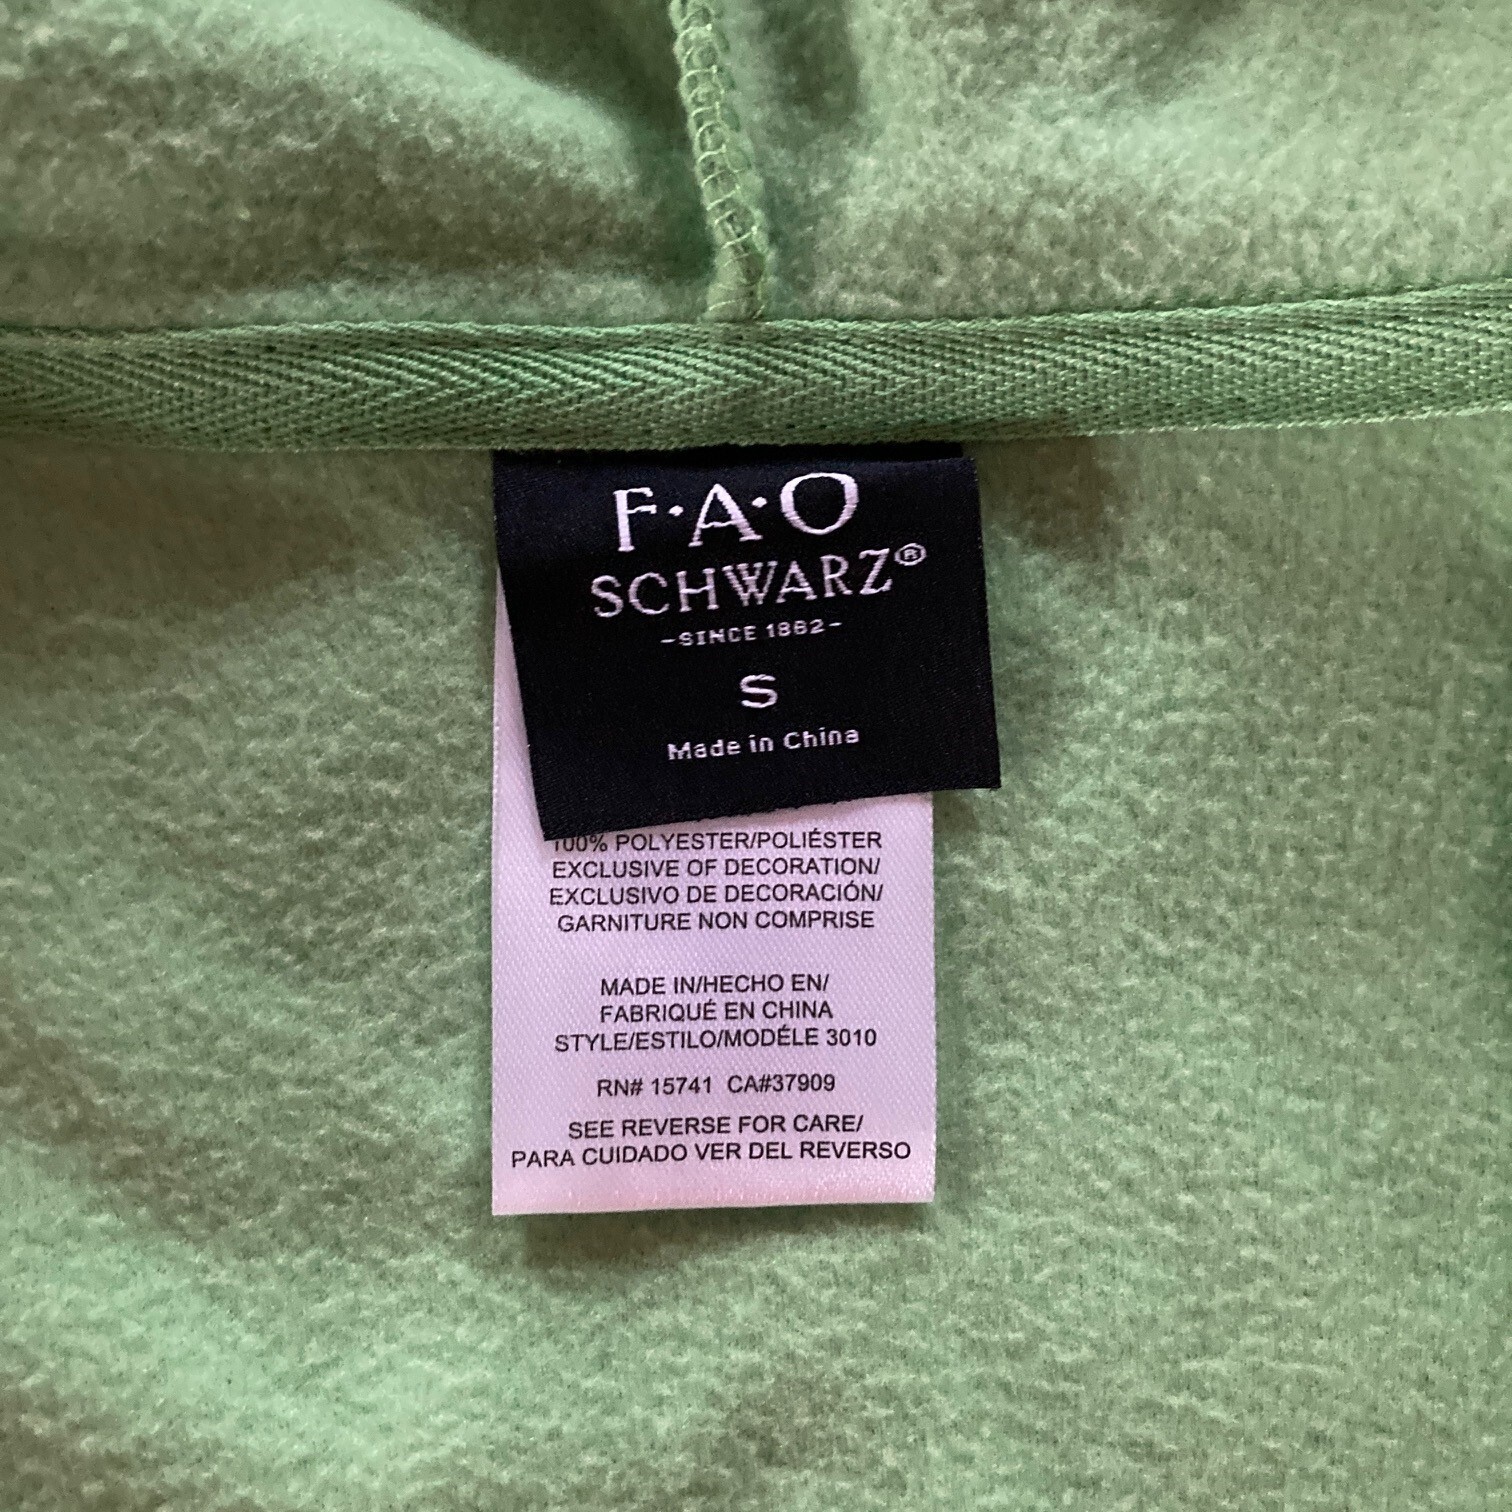 F·A·O
SCHWARZ®
-SINCE 1862-
S
Made in China
100% POLYESTER/POLIÉSTER
EXCLUSIVE OF DECORATION/
EXCLUSIVO DE DECORACIÓN/
GARNITURE NON COMPRISE
MADE IN/HECHO EN/
FABRIQUÉ EN CHINA
STYLE/ESTILO/MODÉLE 3010
RN# 15741 CA#37909
SEE REVERSE FOR CARE/
PARA CUIDADO VER DEL REVERSO